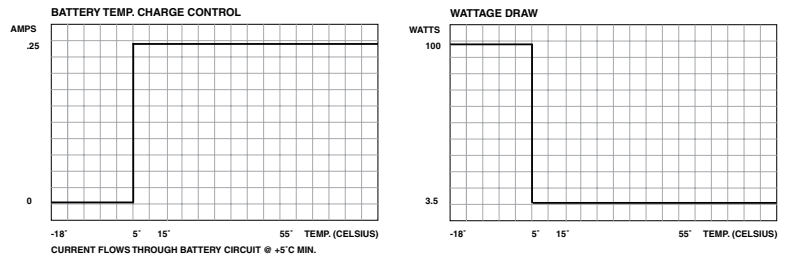 BATTERY TEMP. CHARGE CONTROL
AMPS
.25
0
-18˚ 5˚ 15˚ 55˚ TEMP. (CELSIUS)
CURRENT FLOWS THROUGH BATTERY CIRCUIT @ +5˚C MIN.
WATTAGE DRAW
WATTS
100
3.5
-18˚ 5˚ 15˚ 55˚ TEMP. (CELSIUS)